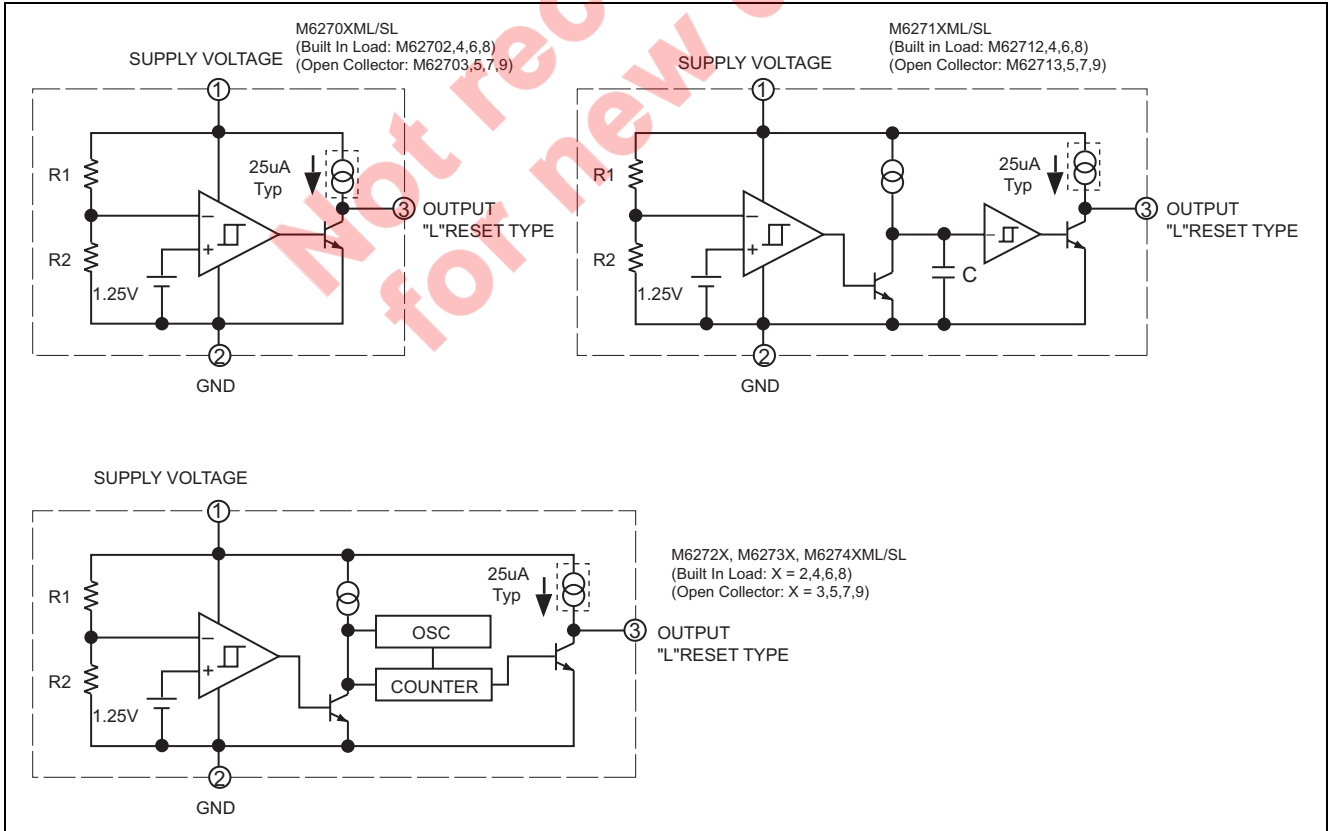 M6270XML/SL
(Built In Load: M62702,4,6,8)
(Open Collector: M62703,5,7,9)
SUPPLY VOLTAGE
1
R1
R2
1.25V
−
+
25uA
Typ
3
OUTPUT
"L"RESET TYPE
2
GND
M6271XML/SL
(Built in Load: M62712,4,6,8)
(Open Collector: M62713,5,7,9)
SUPPLY VOLTAGE
1
R1
R2
1.25V
−
+
C
−
25uA
Typ
3
OUTPUT
"L"RESET TYPE
2
GND
SUPPLY VOLTAGE
1
R1
R2
1.25V
−
+
OSC
COUNTER
25uA
Typ
3
OUTPUT
"L"RESET TYPE
2
GND
M6272X, M6273X, M6274XML/SL
(Built In Load: X = 2,4,6,8)
(Open Collector: X = 3,5,7,9)
Not rec
for new